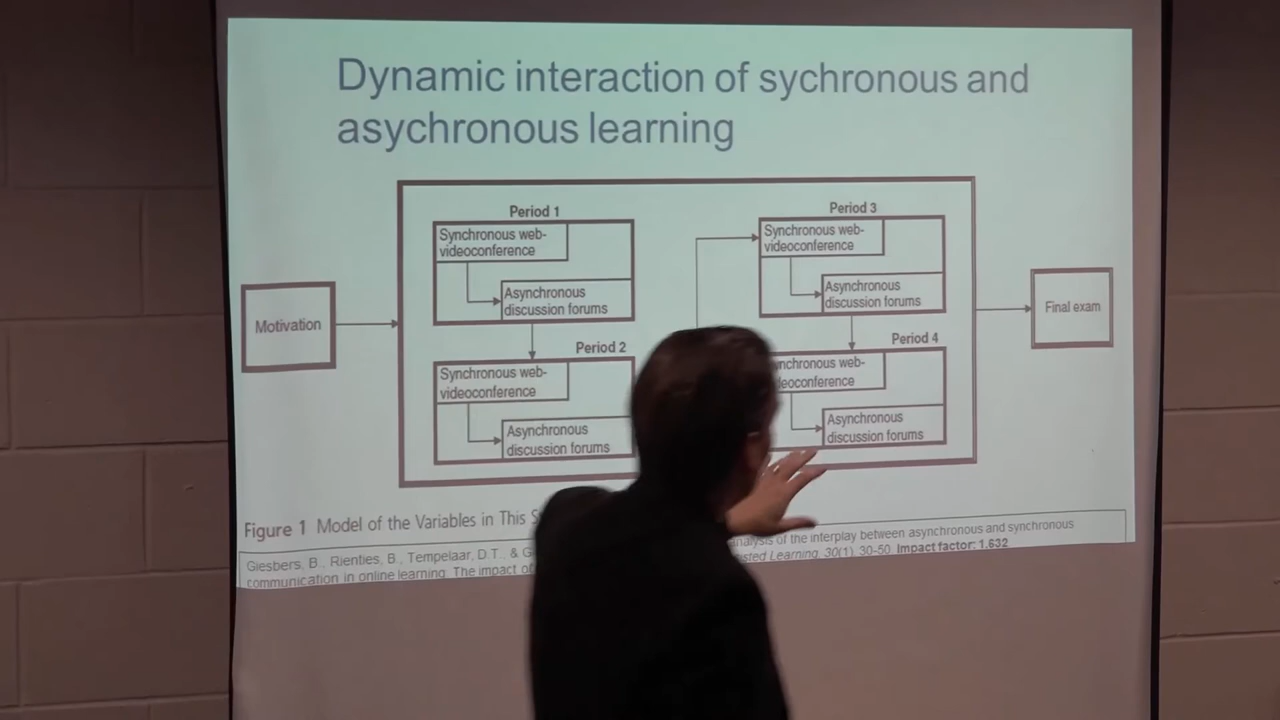 Dynamic interaction of sychronous and
asychronous learning
Motivation
Period 1
Synchronous web-
videoconference
Asynchronous
discussion forums
Period 2
Synchronous web-
videoconference
Asynchronous
discussion forums
Period 3
Synchronous web-
videoconference
Asynchronous
discussion forums
Period 4
web-
Asynchronous
discussion forums
Final exam
Figure 1 Model of the Variables in This
Giesbers, B., Rienties, B., Tempelaar, D.T., & of the interplay between asynchronous and synchronous
communication in online learning: The impact of Learning, 30(1), 30-50. Impact factor: 1.632